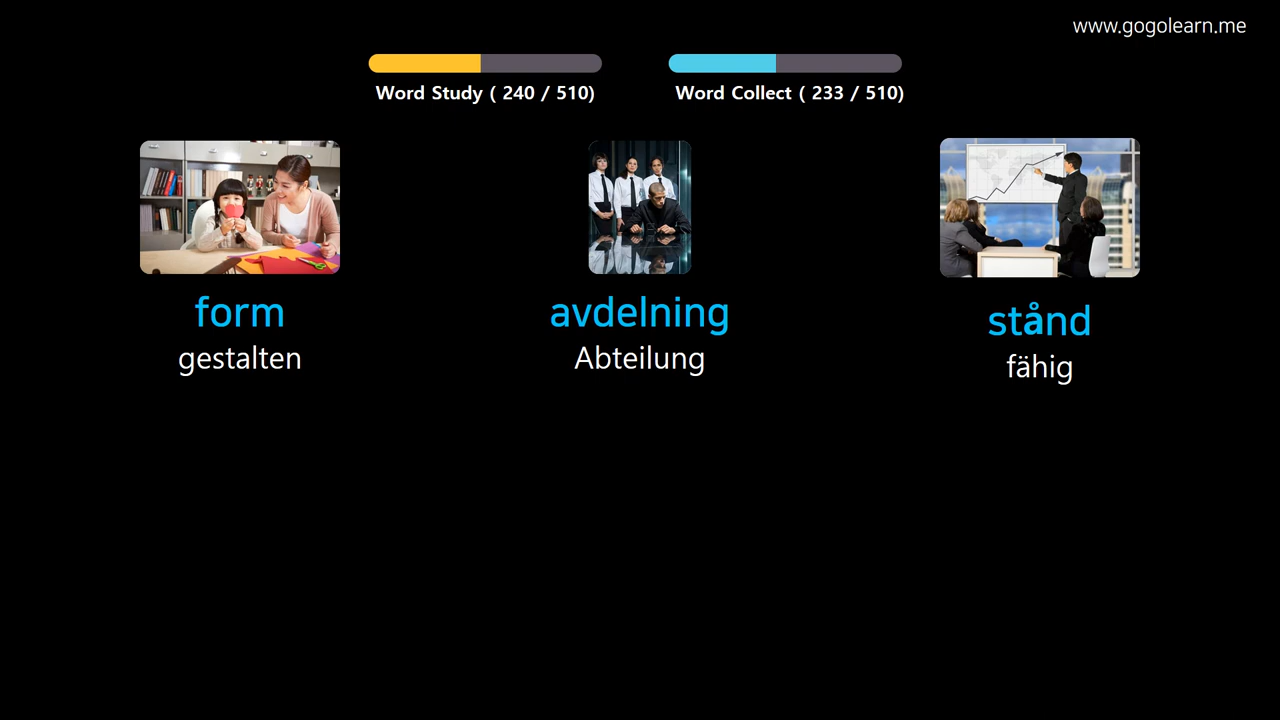 www.gogolearn.me
Word Study ( 240 / 510)
Word Collect ( 233 / 510)
form
gestalten
avdelning
Abteilung
stånd
fähig